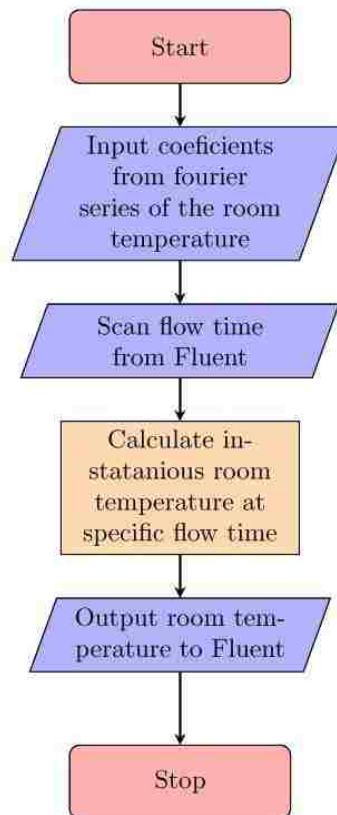 Start
Input coeficients
from fourier
series of the room
temperature
Scan flow time
from Fluent
Calculate in-
statanious room
temperature at
specific flow time
Output room tem-
perature to Fluent
Stop